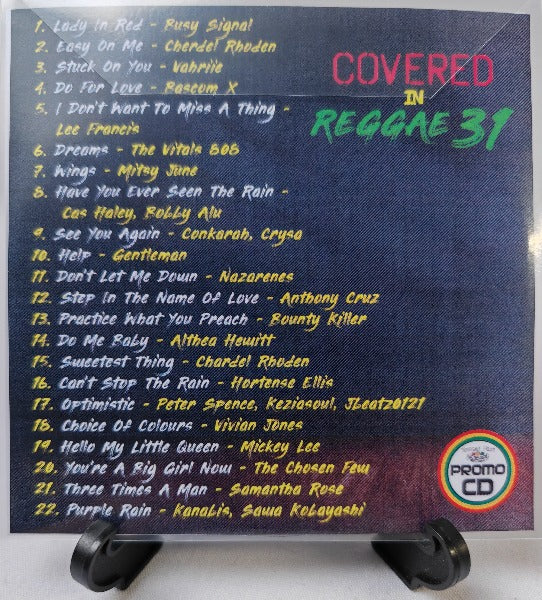 COVERED
IN
REGGAE 31
1. Lady In Red - Busy Signal
2. Easy On Me - Cherdel Rhoden
3. Stuck On You - Vahriie
4. Do For Love - Rascom X
5. I Don't Want To Miss A Thing -
Lee Francis
6. Dreams - The Vitals 808
7. Wings - Mitsy June
8. Have You Ever Seen The Rain -
Cas Haley, Bobby Alu
9. See You Again - Conkarah, Crysa
10. Help - Gentleman
11. Don't Let Me Down - Nazarenes
12. Step In The Name Of Love - Anthony Cruz
13. Practice What You Preach - Bounty Killer
14. Do Me Baby - Althea Hewitt
15. Sweetest Thing - Chardel Rhoden
16. Can't Stop The Rain - Hortense Ellis
17. Optimistic - Peter Spence, Keziasoul, JBeatz0121
18. Choice Of Colours - Vivian Jones
19. Hello My Little Queen - Mickey Lee
20. You're A Big Girl Now - The Chosen Few
21. Three Times A Man - Samantha Rose
22. Purple Rain - Kanalis, Sawa Kobayashi
PROMO
CD